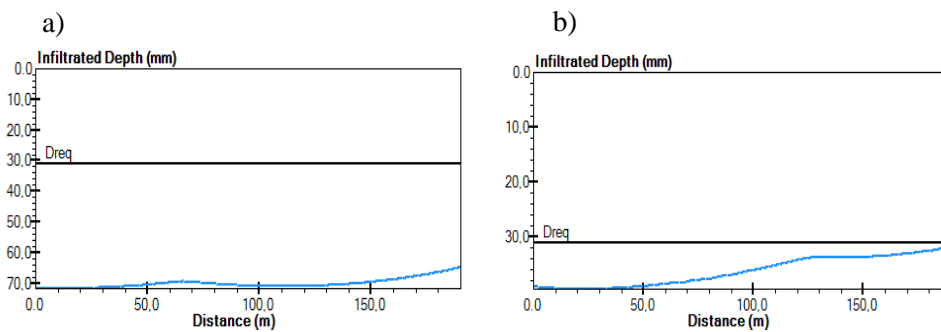 a)
Infiltrated Depth (mm)
0.0
10.0
20.0
30.0
40.0
50.0
60.0
70.0
Dreq
0.0 50,0 100,0 150,0
Distance (m)
b)
Infiltrated Depth (mm)
0.0
10,0
20,0
30,0
Dreq
0.0 50,0 100,0 150,0
Distance (m)